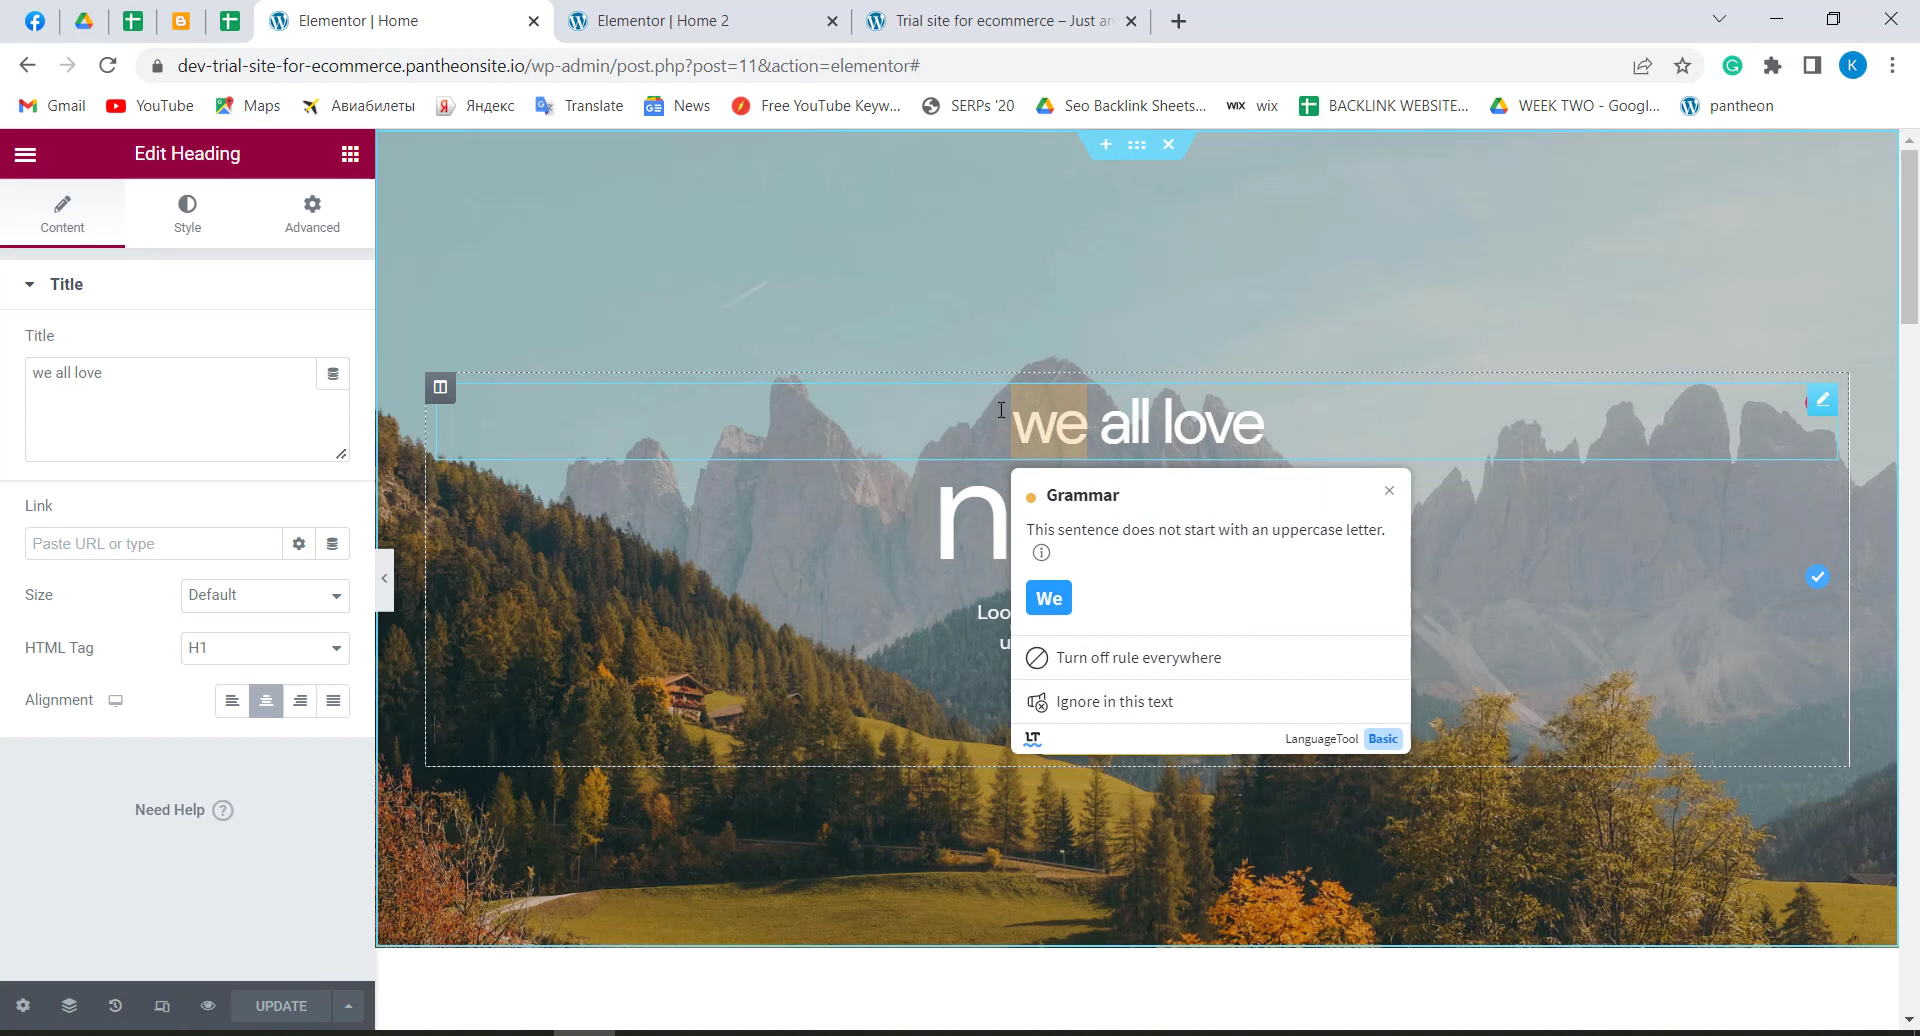 Elementor | Home
Elementor | Home 2
Trial site for ecommerce – Just an
dev-trial-site-for-ecommerce.pantheonsite.io/wp-admin/post.php?post=11&action=elementor#
K
Gmail
YouTube
Maps
Авиабилеты
Яндекс
Translate
News
Free YouTube Keyw...
SERPs '20
Seo Backlink Sheets...
WIX wix
BACKLINK WEBSITE...
WEEK TWO - Googl...
pantheon
Edit Heading
Content
Style
Advanced
Title
Title
we all love
Link
Paste URL or type
Size
Default
HTML Tag
H1
Alignment
Need Help ?
UPDATE
we all love
n
Loo
u
Grammar
This sentence does not start with an uppercase letter.
We
Turn off rule everywhere
Ignore in this text
LT
LanguageTool Basic